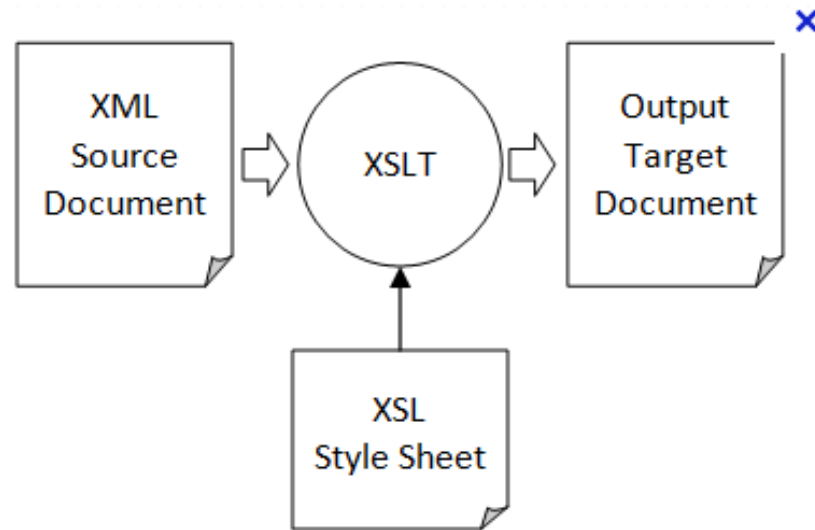 XML
Source
Document
XSLT
Output
Target
Document
XSL
Style Sheet